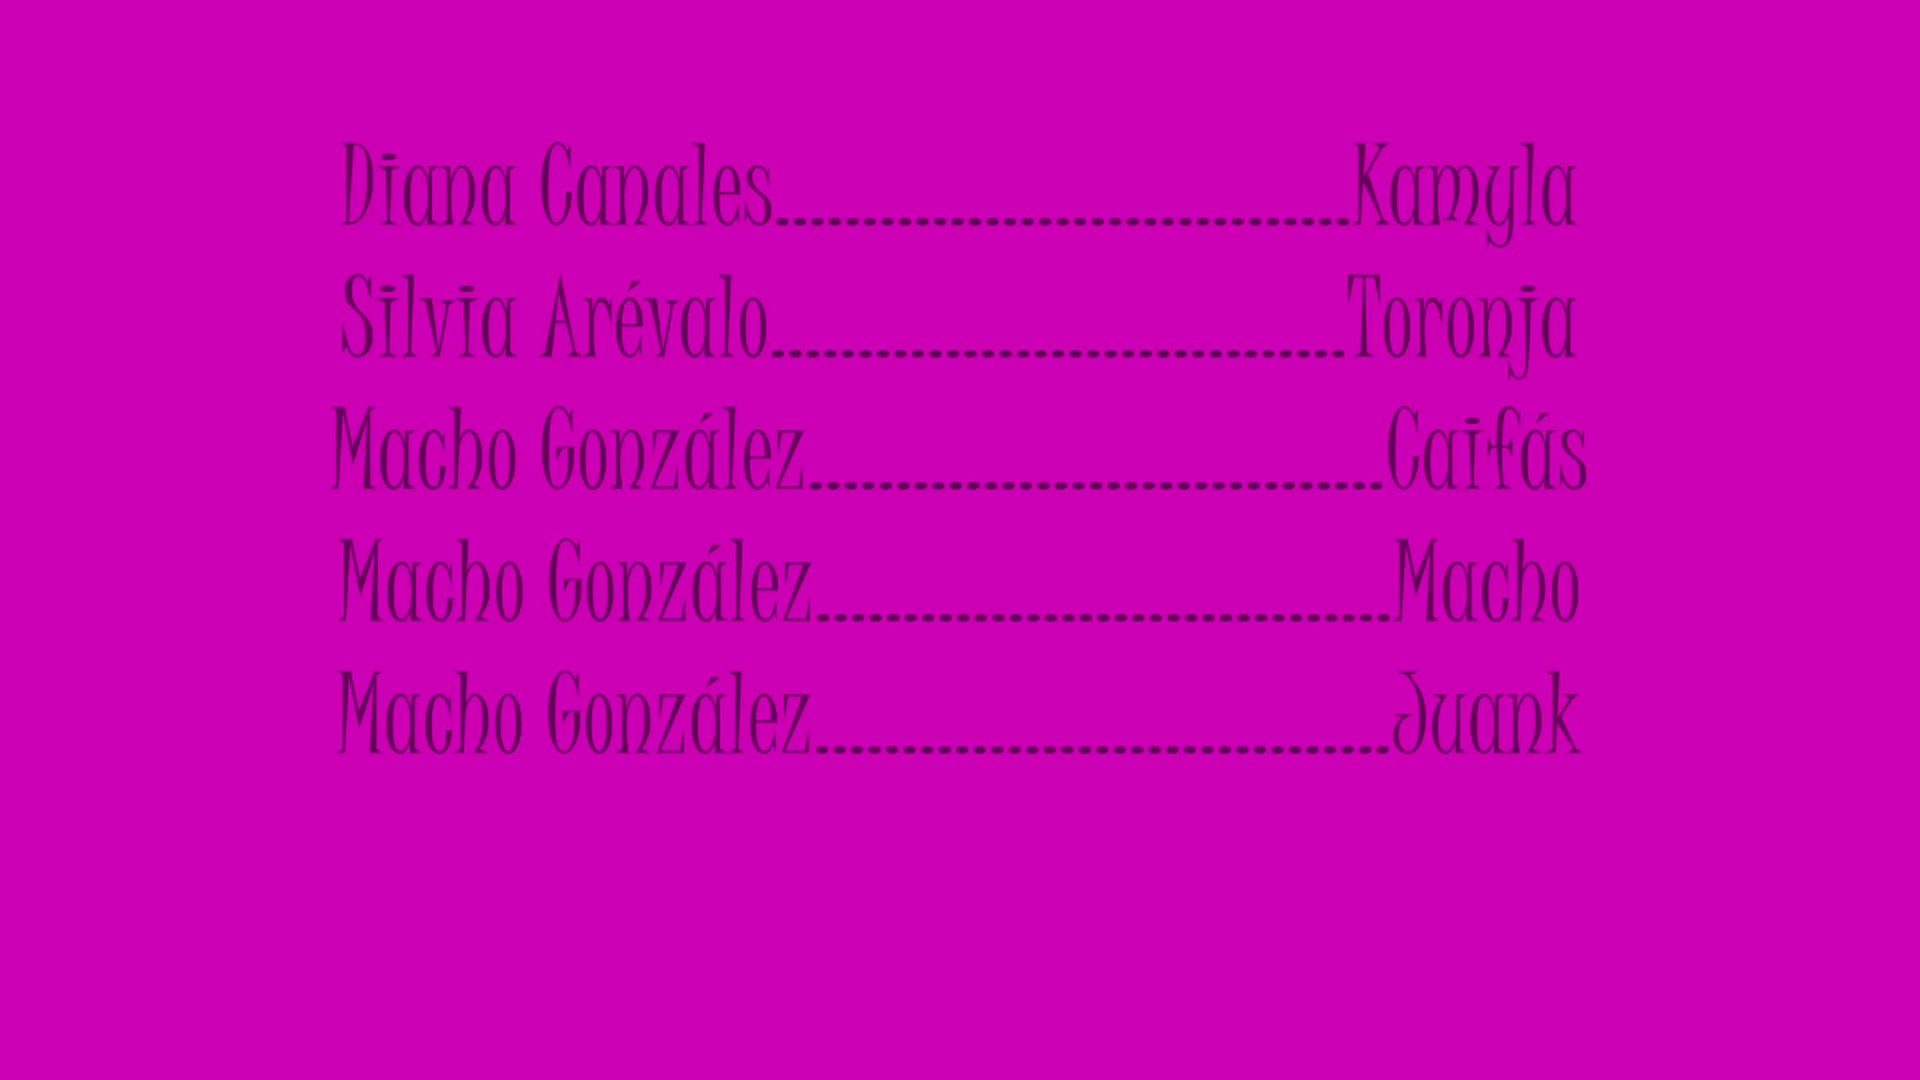 Diana Canales.................................Kamyla
Silvia Arévalo.................................Toronja
Macho González.................................Caifás
Macho González.................................Macho
Macho González.................................Juank